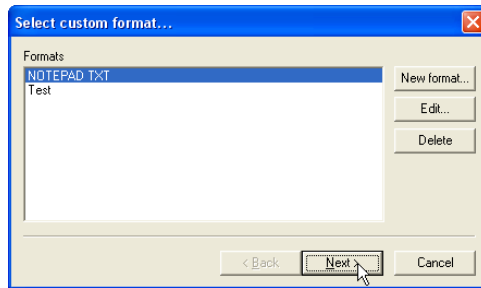 Select custom format...
Formats
NOTEPAD TXT
Test
New format...
Edit...
Delete
< Back
Next >
Cancel